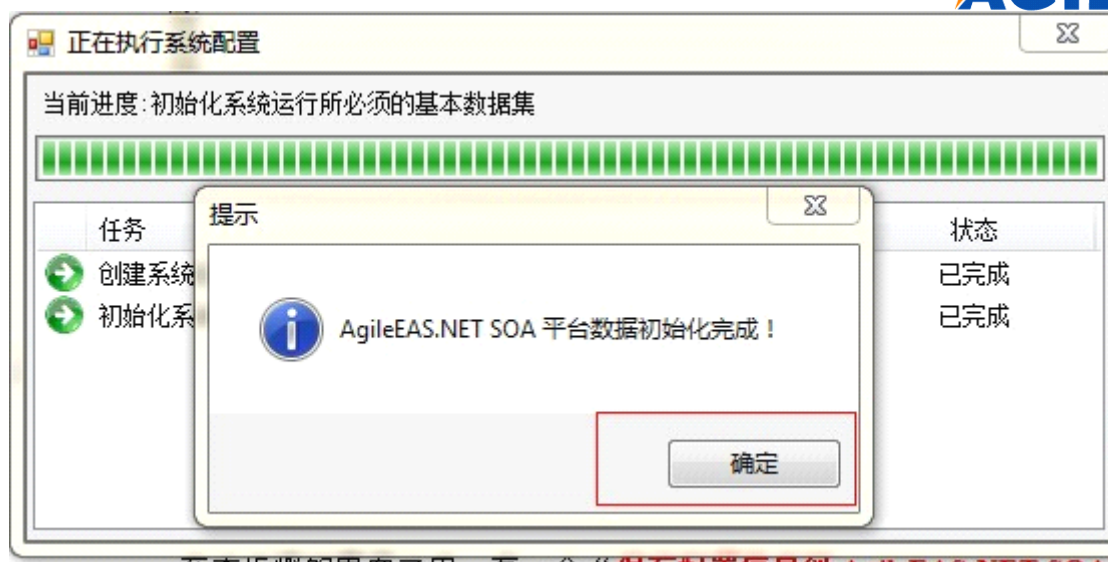 正在执行系统配置
当前进度:初始化系统运行所必须的基本数据集
任务
状态
提示
创建系统
已完成
初始化系
已完成
AgileEAS.NET SOA 平台数据初始化完成！
确定